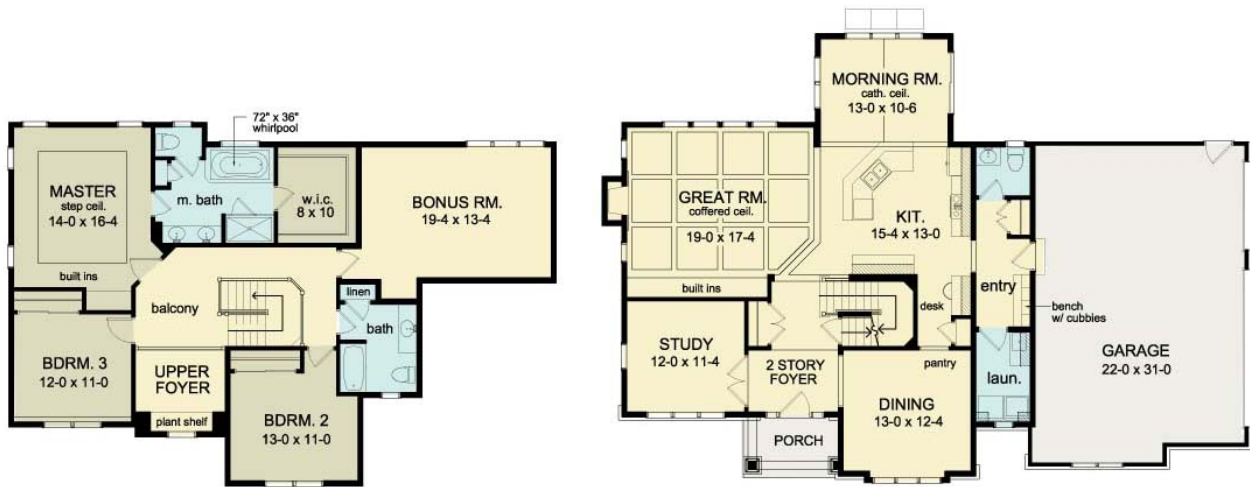 72" x 36"
whirlpool
MASTER
step ceil.
14-0 x 16-4
m. bath
w.i.c.
8 x 10
BONUS RM.
19-4 x 13-4
built ins
balcony
linen
bath
BDRM. 3
12-0 x 11-0
UPPER
FOYER
plant shelf
BDRM. 2
13-0 x 11-0
MORNING RM.
cath. ceil.
13-0 x 10-6
GREAT RM.
coffered ceil.
19-0 x 17-4
KIT.
15-4 x 13-0
built ins
desk
entry
bench
w/ cubbies
STUDY
12-0 x 11-4
2 STORY
FOYER
pantry
laun.
GARAGE
22-0 x 31-0
DINING
13-0 x 12-4
PORCH